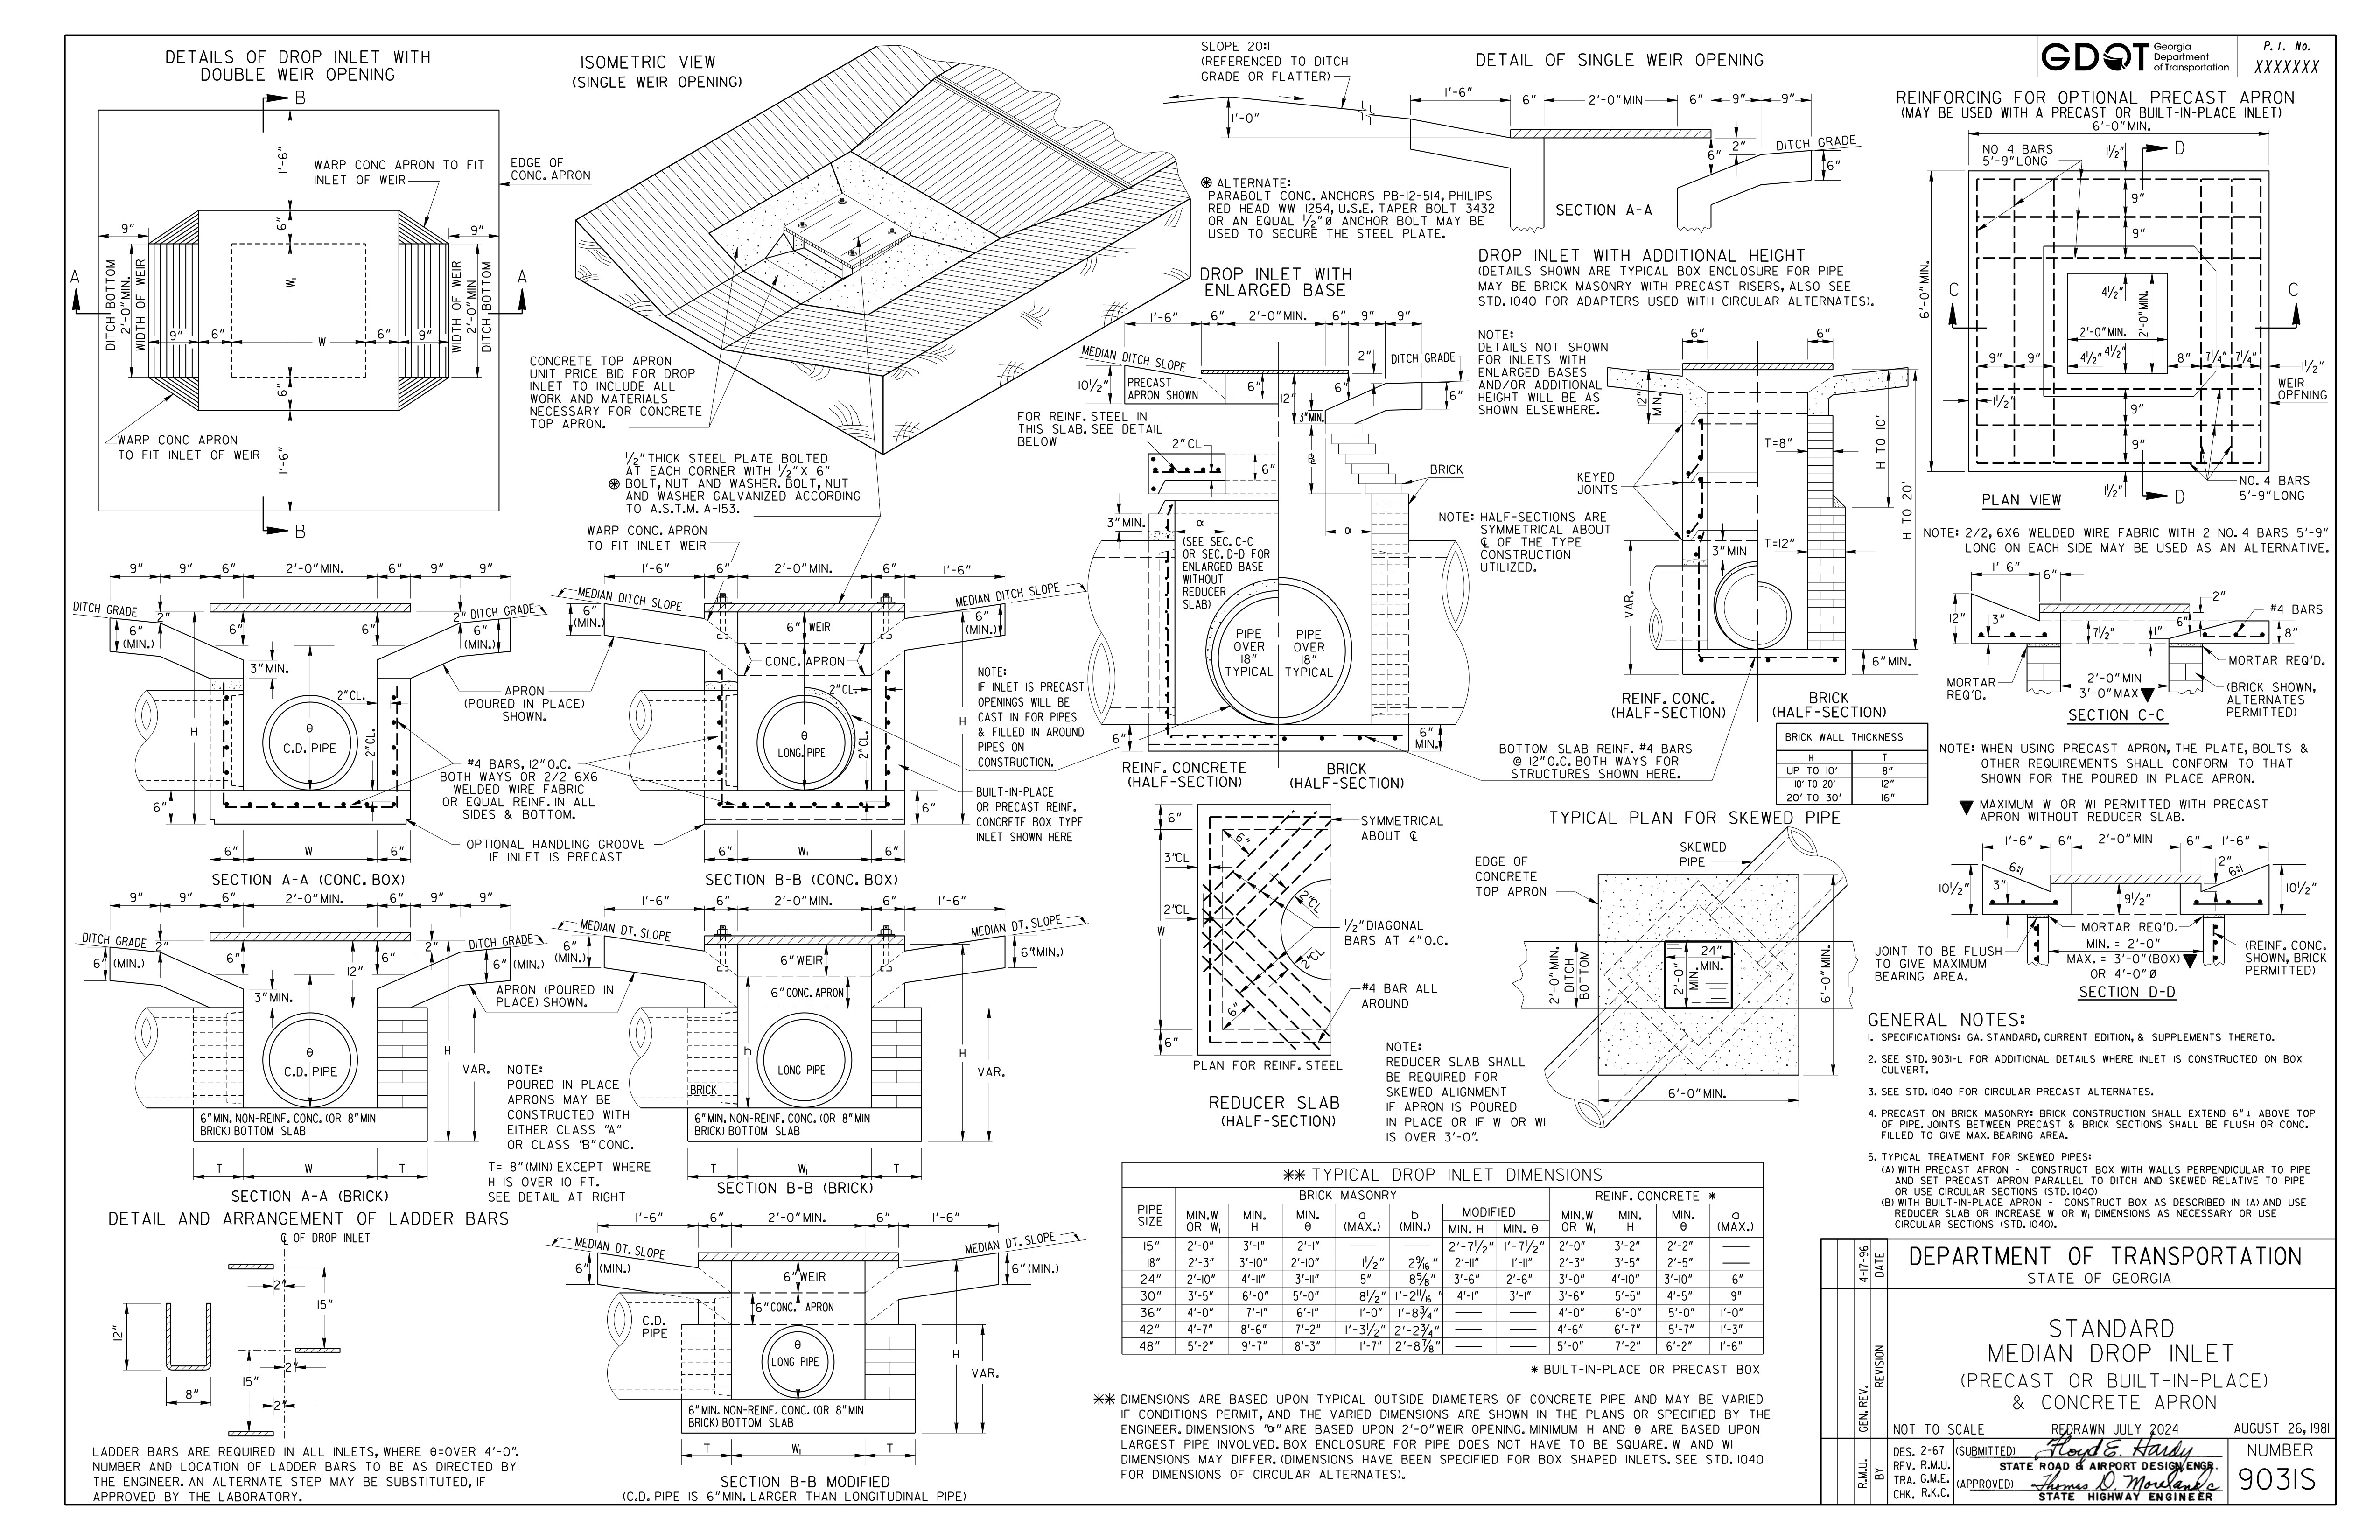 DETAILS OF DROP INLET WITH
DOUBLE WEIR OPENING
B
1'-6"
WARP CONC APRON TO FIT
INLET OF WEIR
EDGE OF
CONC. APRON
6"
9"
9"
A
DITCH BOTTOM
2'-0" MIN.
WIDTH OF WEIR
W₁
WIDTH OF WEIR
2'-0" MIN
DITCH BOTTOM
A
9"
6"
W
6"
9"
6"
WARP CONC APRON
TO FIT INLET OF WEIR
1'-6"
B
ISOMETRIC VIEW
(SINGLE WEIR OPENING)
CONCRETE TOP APRON
UNIT PRICE BID FOR DROP
INLET TO INCLUDE ALL
WORK AND MATERIALS
NECESSARY FOR CONCRETE
TOP APRON.
1/2" THICK STEEL PLATE BOLTED
AT EACH CORNER WITH 1/2" X 6"
⊛ BOLT, NUT AND WASHER. BOLT, NUT
AND WASHER GALVANIZED ACCORDING
TO A.S.T.M. A-153.
WARP CONC. APRON
TO FIT INLET WEIR
SLOPE 20:1
(REFERENCED TO DITCH
GRADE OR FLATTER)
DETAIL OF SINGLE WEIR OPENING
1'-6"
6"
2'-0" MIN
6"
9"
9"
1'-0"
2"
DITCH GRADE
6"
6"
SECTION A-A
⊛ ALTERNATE:
PARABOLT CONC. ANCHORS PB-12-514, PHILIPS
RED HEAD WW 1254, U.S.E. TAPER BOLT 3432
OR AN EQUAL 1/2" Ø ANCHOR BOLT MAY BE
USED TO SECURE THE STEEL PLATE.
DROP INLET WITH
ENLARGED BASE
1'-6"
6"
2'-0" MIN.
6"
9"
9"
MEDIAN DITCH SLOPE
2"
DITCH GRADE
10 1/2"
PRECAST
APRON SHOWN
6"
12"
6"
6"
3" MIN.
FOR REINF. STEEL IN
THIS SLAB. SEE DETAIL
BELOW
2" CL
6"
BRICK
3" MIN.
α
α
(SEE SEC. C-C
OR SEC. D-D FOR
ENLARGED BASE
WITHOUT
REDUCER
SLAB)
PIPE
OVER
18"
TYPICAL
PIPE
OVER
18"
TYPICAL
6"
6"
MIN.
REINF. CONCRETE
(HALF-SECTION)
BRICK
(HALF-SECTION)
DROP INLET WITH ADDITIONAL HEIGHT
(DETAILS SHOWN ARE TYPICAL BOX ENCLOSURE FOR PIPE
MAY BE BRICK MASONRY WITH PRECAST RISERS, ALSO SEE
STD. 1040 FOR ADAPTERS USED WITH CIRCULAR ALTERNATES).
NOTE:
DETAILS NOT SHOWN
FOR INLETS WITH
ENLARGED BASES
AND/OR ADDITIONAL
HEIGHT WILL BE AS
SHOWN ELSEWHERE.
6"
6"
12"
MIN.
T=8"
H TO 10'
KEYED
JOINTS
H TO 20'
NOTE: HALF-SECTIONS ARE
SYMMETRICAL ABOUT
℄ OF THE TYPE
CONSTRUCTION
UTILIZED.
T=12"
3" MIN
VAR.
6" MIN.
REINF. CONC.
(HALF-SECTION)
BRICK
(HALF-SECTION)
BOTTOM SLAB REINF. #4 BARS
@ 12" O.C. BOTH WAYS FOR
STRUCTURES SHOWN HERE.
BRICK WALL THICKNESS
H T
UP TO 10' 8"
10' TO 20' 12"
20' TO 30' 16"
GDOT
Georgia
Department
of Transportation
P. I. No.
XXXXXXX
REINFORCING FOR OPTIONAL PRECAST APRON
(MAY BE USED WITH A PRECAST OR BUILT-IN-PLACE INLET)
6'-0" MIN.
NO 4 BARS
5'-9" LONG
1 1/2"
D
9"
9"
6'-0" MIN.
C
4 1/2"
2'-0" MIN.
2'-0" MIN.
C
9"
9"
4 1/2"
4 1/2"
8"
7 1/4"
7 1/4"
1 1/2"
WEIR
OPENING
1 1/2"
9"
9"
1 1/2"
D
NO. 4 BARS
5'-9" LONG
PLAN VIEW
NOTE: 2/2, 6X6 WELDED WIRE FABRIC WITH 2 NO. 4 BARS 5'-9"
LONG ON EACH SIDE MAY BE USED AS AN ALTERNATIVE.
1'-6"
6"
2"
#4 BARS
12"
3"
7 1/2"
1"
6"
8"
MORTAR REQ'D.
MORTAR
REQ'D.
2'-0" MIN
3'-0" MAX ▼
(BRICK SHOWN,
ALTERNATES
PERMITTED)
SECTION C-C
NOTE: WHEN USING PRECAST APRON, THE PLATE, BOLTS &
OTHER REQUIREMENTS SHALL CONFORM TO THAT
SHOWN FOR THE POURED IN PLACE APRON.
▼ MAXIMUM W OR W1 PERMITTED WITH PRECAST
APRON WITHOUT REDUCER SLAB.
1'-6"
6"
2'-0" MIN
6"
1'-6"
6:1
2"
6:1
10 1/2"
3"
9 1/2"
10 1/2"
MORTAR REQ'D.
JOINT TO BE FLUSH
TO GIVE MAXIMUM
BEARING AREA.
MIN. = 2'-0"
MAX. = 3'-0" (BOX) ▼
OR 4'-0" Ø
(REINF. CONC.
SHOWN, BRICK
PERMITTED)
SECTION D-D
9"
9"
6"
2'-0" MIN.
6"
9"
9"
DITCH GRADE
2"
2"
DITCH GRADE
6"
(MIN.)
6"
6"
6"
(MIN.)
3" MIN.
2" CL.
H
θ
C.D. PIPE
2" CL.
APRON
(POURED IN PLACE)
SHOWN.
#4 BARS, 12" O.C.
BOTH WAYS OR 2/2 6X6
WELDED WIRE FABRIC
OR EQUAL REINF. IN ALL
SIDES & BOTTOM.
6"
OPTIONAL HANDLING GROOVE
IF INLET IS PRECAST
6"
W
6"
SECTION A-A (CONC. BOX)
1'-6"
6"
2'-0" MIN.
6"
1'-6"
MEDIAN DITCH SLOPE
MEDIAN DITCH SLOPE
6"
(MIN.)
6" WEIR
6"
(MIN.)
CONC. APRON
2" CL.
θ
LONG. PIPE
2" CL.
H
NOTE:
IF INLET IS PRECAST
OPENINGS WILL BE
CAST IN FOR PIPES
& FILLED IN AROUND
PIPES ON
CONSTRUCTION.
BUILT-IN-PLACE
OR PRECAST REINF.
CONCRETE BOX TYPE
INLET SHOWN HERE
6"
6"
W₁
6"
SECTION B-B (CONC. BOX)
9"
9"
6"
2'-0" MIN.
6"
9"
9"
DITCH GRADE
2"
2"
DITCH GRADE
6"
(MIN.)
6"
12"
6"
6"
(MIN.)
3" MIN.
APRON (POURED IN
PLACE) SHOWN.
θ
C.D. PIPE
H
VAR.
6" MIN. NON-REINF. CONC. (OR 8" MIN
BRICK) BOTTOM SLAB
T
W
T
SECTION A-A (BRICK)
NOTE:
POURED IN PLACE
APRONS MAY BE
CONSTRUCTED WITH
EITHER CLASS "A"
OR CLASS "B" CONC.
T= 8" (MIN) EXCEPT WHERE
H IS OVER 10 FT.
SEE DETAIL AT RIGHT
1'-6"
6"
2'-0" MIN.
6"
1'-6"
MEDIAN DT. SLOPE
MEDIAN DT. SLOPE
6"
(MIN.)
6" WEIR
6" (MIN.)
6" CONC. APRON
h
LONG PIPE
BRICK
H
VAR.
6" MIN. NON-REINF. CONC. (OR 8" MIN
BRICK) BOTTOM SLAB
T
W₁
T
SECTION B-B (BRICK)
6"
SYMMETRICAL
ABOUT ℄
6"
3" CL
2" CL
2" CL
W
1/2" DIAGONAL
BARS AT 4" O.C.
2" CL
#4 BAR ALL
AROUND
6"
6"
PLAN FOR REINF. STEEL
REDUCER SLAB
(HALF-SECTION)
NOTE:
REDUCER SLAB SHALL
BE REQUIRED FOR
SKEWED ALIGNMENT
IF APRON IS POURED
IN PLACE OR IF W OR W1
IS OVER 3'-0".
TYPICAL PLAN FOR SKEWED PIPE
SKEWED
PIPE
EDGE OF
CONCRETE
TOP APRON
2'-0" MIN.
DITCH
BOTTOM
24"
MIN.
2'-0"
MIN.
6'-0" MIN.
6'-0" MIN.
DETAIL AND ARRANGEMENT OF LADDER BARS
℄ OF DROP INLET
2"
15"
12"
2"
15"
8"
2"
LADDER BARS ARE REQUIRED IN ALL INLETS, WHERE θ=OVER 4'-0".
NUMBER AND LOCATION OF LADDER BARS TO BE AS DIRECTED BY
THE ENGINEER. AN ALTERNATE STEP MAY BE SUBSTITUTED, IF
APPROVED BY THE LABORATORY.
1'-6"
6"
2'-0" MIN.
6"
1'-6"
MEDIAN DT. SLOPE
MEDIAN DT. SLOPE
6"
(MIN.)
6" WEIR
6" (MIN.)
6" CONC. APRON
C.D.
PIPE
θ
LONG PIPE
H
VAR.
6" MIN. NON-REINF. CONC. (OR 8" MIN
BRICK) BOTTOM SLAB
T
W₁
T
SECTION B-B MODIFIED
(C.D. PIPE IS 6" MIN. LARGER THAN LONGITUDINAL PIPE)
** TYPICAL DROP INLET DIMENSIONS
PIPE SIZE BRICK MASONRY REINF. CONCRETE *
MIN. W OR W₁ MIN. H MIN. θ a (MAX.) b (MIN.) MODIFIED MIN. H MIN. θ MIN. W OR W₁ MIN. H MIN. θ a (MAX.)
15" 2'-0" 3'-1" 2'-1" — — 2'-7 1/2" 1'-7 1/2" 2'-0" 3'-2" 2'-2" —
18" 2'-3" 3'-10" 2'-10" 1 1/2" 2 9/16" 2'-11" 1'-11" 2'-3" 3'-5" 2'-5" —
24" 2'-10" 4'-11" 3'-11" 5" 8 5/8" 3'-6" 2'-6" 3'-0" 4'-10" 3'-10" 6"
30" 3'-5" 6'-0" 5'-0" 8 1/2" 1'-2 11/16" 4'-1" 3'-1" 3'-6" 5'-5" 4'-5" 9"
36" 4'-0" 7'-1" 6'-1" 1'-0" 1'-8 3/4" — — 4'-0" 6'-0" 5'-0" 1'-0"
42" 4'-7" 8'-6" 7'-2" 1'-3 1/2" 2'-2 3/4" — — 4'-6" 6'-7" 5'-7" 1'-3"
48" 5'-2" 9'-7" 8'-3" 1'-7" 2'-8 7/8" — — 5'-0" 7'-2" 6'-2" 1'-6"
* BUILT-IN-PLACE OR PRECAST BOX
** DIMENSIONS ARE BASED UPON TYPICAL OUTSIDE DIAMETERS OF CONCRETE PIPE AND MAY BE VARIED
IF CONDITIONS PERMIT, AND THE VARIED DIMENSIONS ARE SHOWN IN THE PLANS OR SPECIFIED BY THE
ENGINEER. DIMENSIONS "α" ARE BASED UPON 2'-0" WEIR OPENING. MINIMUM H AND θ ARE BASED UPON
LARGEST PIPE INVOLVED. BOX ENCLOSURE FOR PIPE DOES NOT HAVE TO BE SQUARE. W AND W1
DIMENSIONS MAY DIFFER. (DIMENSIONS HAVE BEEN SPECIFIED FOR BOX SHAPED INLETS. SEE STD. 1040
FOR DIMENSIONS OF CIRCULAR ALTERNATES).
GENERAL NOTES:
1. SPECIFICATIONS: GA. STANDARD, CURRENT EDITION, & SUPPLEMENTS THERETO.
2. SEE STD. 9031-L FOR ADDITIONAL DETAILS WHERE INLET IS CONSTRUCTED ON BOX
CULVERT.
3. SEE STD. 1040 FOR CIRCULAR PRECAST ALTERNATES.
4. PRECAST ON BRICK MASONRY: BRICK CONSTRUCTION SHALL EXTEND 6" ± ABOVE TOP
OF PIPE. JOINTS BETWEEN PRECAST & BRICK SECTIONS SHALL BE FLUSH OR CONC.
FILLED TO GIVE MAX. BEARING AREA.
5. TYPICAL TREATMENT FOR SKEWED PIPES:
(A) WITH PRECAST APRON - CONSTRUCT BOX WITH WALLS PERPENDICULAR TO PIPE
AND SET PRECAST APRON PARALLEL TO DITCH AND SKEWED RELATIVE TO PIPE
OR USE CIRCULAR SECTIONS (STD. 1040)
(B) WITH BUILT-IN-PLACE APRON - CONSTRUCT BOX AS DESCRIBED IN (A) AND USE
REDUCER SLAB OR INCREASE W OR W₁ DIMENSIONS AS NECESSARY OR USE
CIRCULAR SECTIONS (STD. 1040).
4-17-96
DATE
GEN. REV.
REVISION
R.M.U.
BY
DEPARTMENT OF TRANSPORTATION
STATE OF GEORGIA
STANDARD
MEDIAN DROP INLET
(PRECAST OR BUILT-IN-PLACE)
& CONCRETE APRON
NOT TO SCALE
REDRAWN JULY 2024
AUGUST 26, 1981
DES. 2-67
REV. R.M.U.
TRA. G.M.E.
CHK. R.K.C.
(SUBMITTED) Floyd E. Hardy
STATE ROAD & AIRPORT DESIGN ENGR.
(APPROVED) Thomas D. Moreland
STATE HIGHWAY ENGINEER
NUMBER
9031S